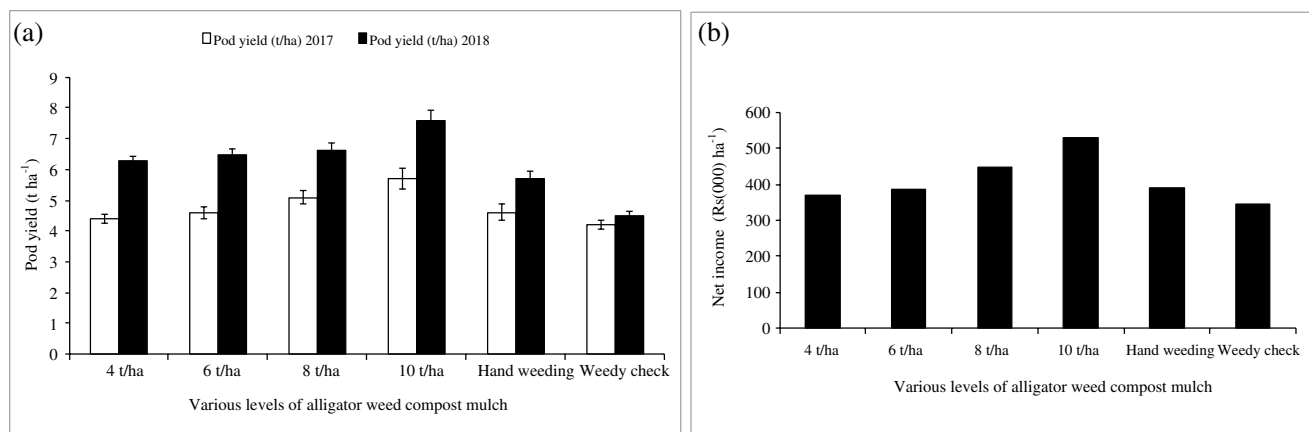 (a)
Pod yield (t/ha) 2017 Pod yield (t/ha) 2018
Pod yield (t ha⁻¹)
9
8
7
6
5
4
3
2
1
0
4 t/ha 6 t/ha 8 t/ha 10 t/ha Hand weeding Weedy check
Various levels of alligator weed compost mulch
(b)
Net income (Rs(000) ha⁻¹)
600
500
400
300
200
100
0
4 t/ha 6 t/ha 8 t/ha 10 t/ha Hand weeding Weedy check
Various levels of alligator weed compost mulch